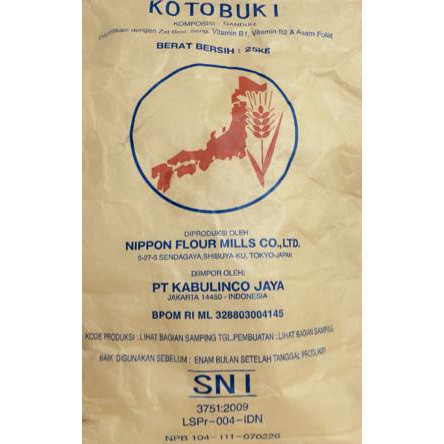 KOTOBUKI
KOMPOSISI : GANDUM
Difortifikasi dengan Zat Besi, Seng, Vitamin B1, Vitamin B2 & Asam Folat
BERAT BERSIH : 25KG
DIPRODUKSI OLEH:
NIPPON FLOUR MILLS CO.,LTD.
5-27-5 SENDAGAYA,SHIBUYA-KU, TOKYO-JAPAN
DIIMPOR OLEH:
PT KABULINCO JAYA
JAKARTA 14450 - INDONESIA
BPOM RI ML 328803004145
KODE PRODUKSI : LIHAT BAGIAN SAMPING TGL.PEMBUATAN : LIHAT BAGIAN SAMPING
BAIK DIGUNAKAN SEBELUM : ENAM BULAN SETELAH TANGGAL PRODUKSI
SNI
3751:2009
LSPr-004-IDN
NPB 104-111-070226